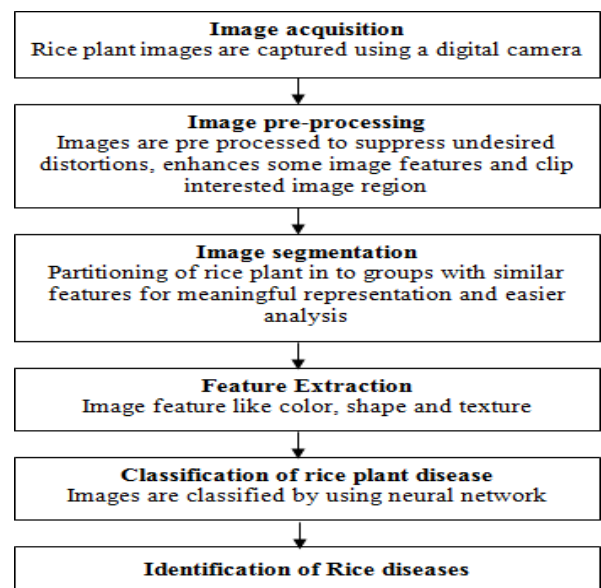 Image acquisition
Rice plant images are captured using a digital camera
Image pre-processing
Images are pre processed to suppress undesired
distortions, enhances some image features and clip
interested image region
Image segmentation
Partitioning of rice plant in to groups with similar
features for meaningful representation and easier
analysis
Feature Extraction
Image feature like color, shape and texture
Classification of rice plant disease
Images are classified by using neural network
Identification of Rice diseases